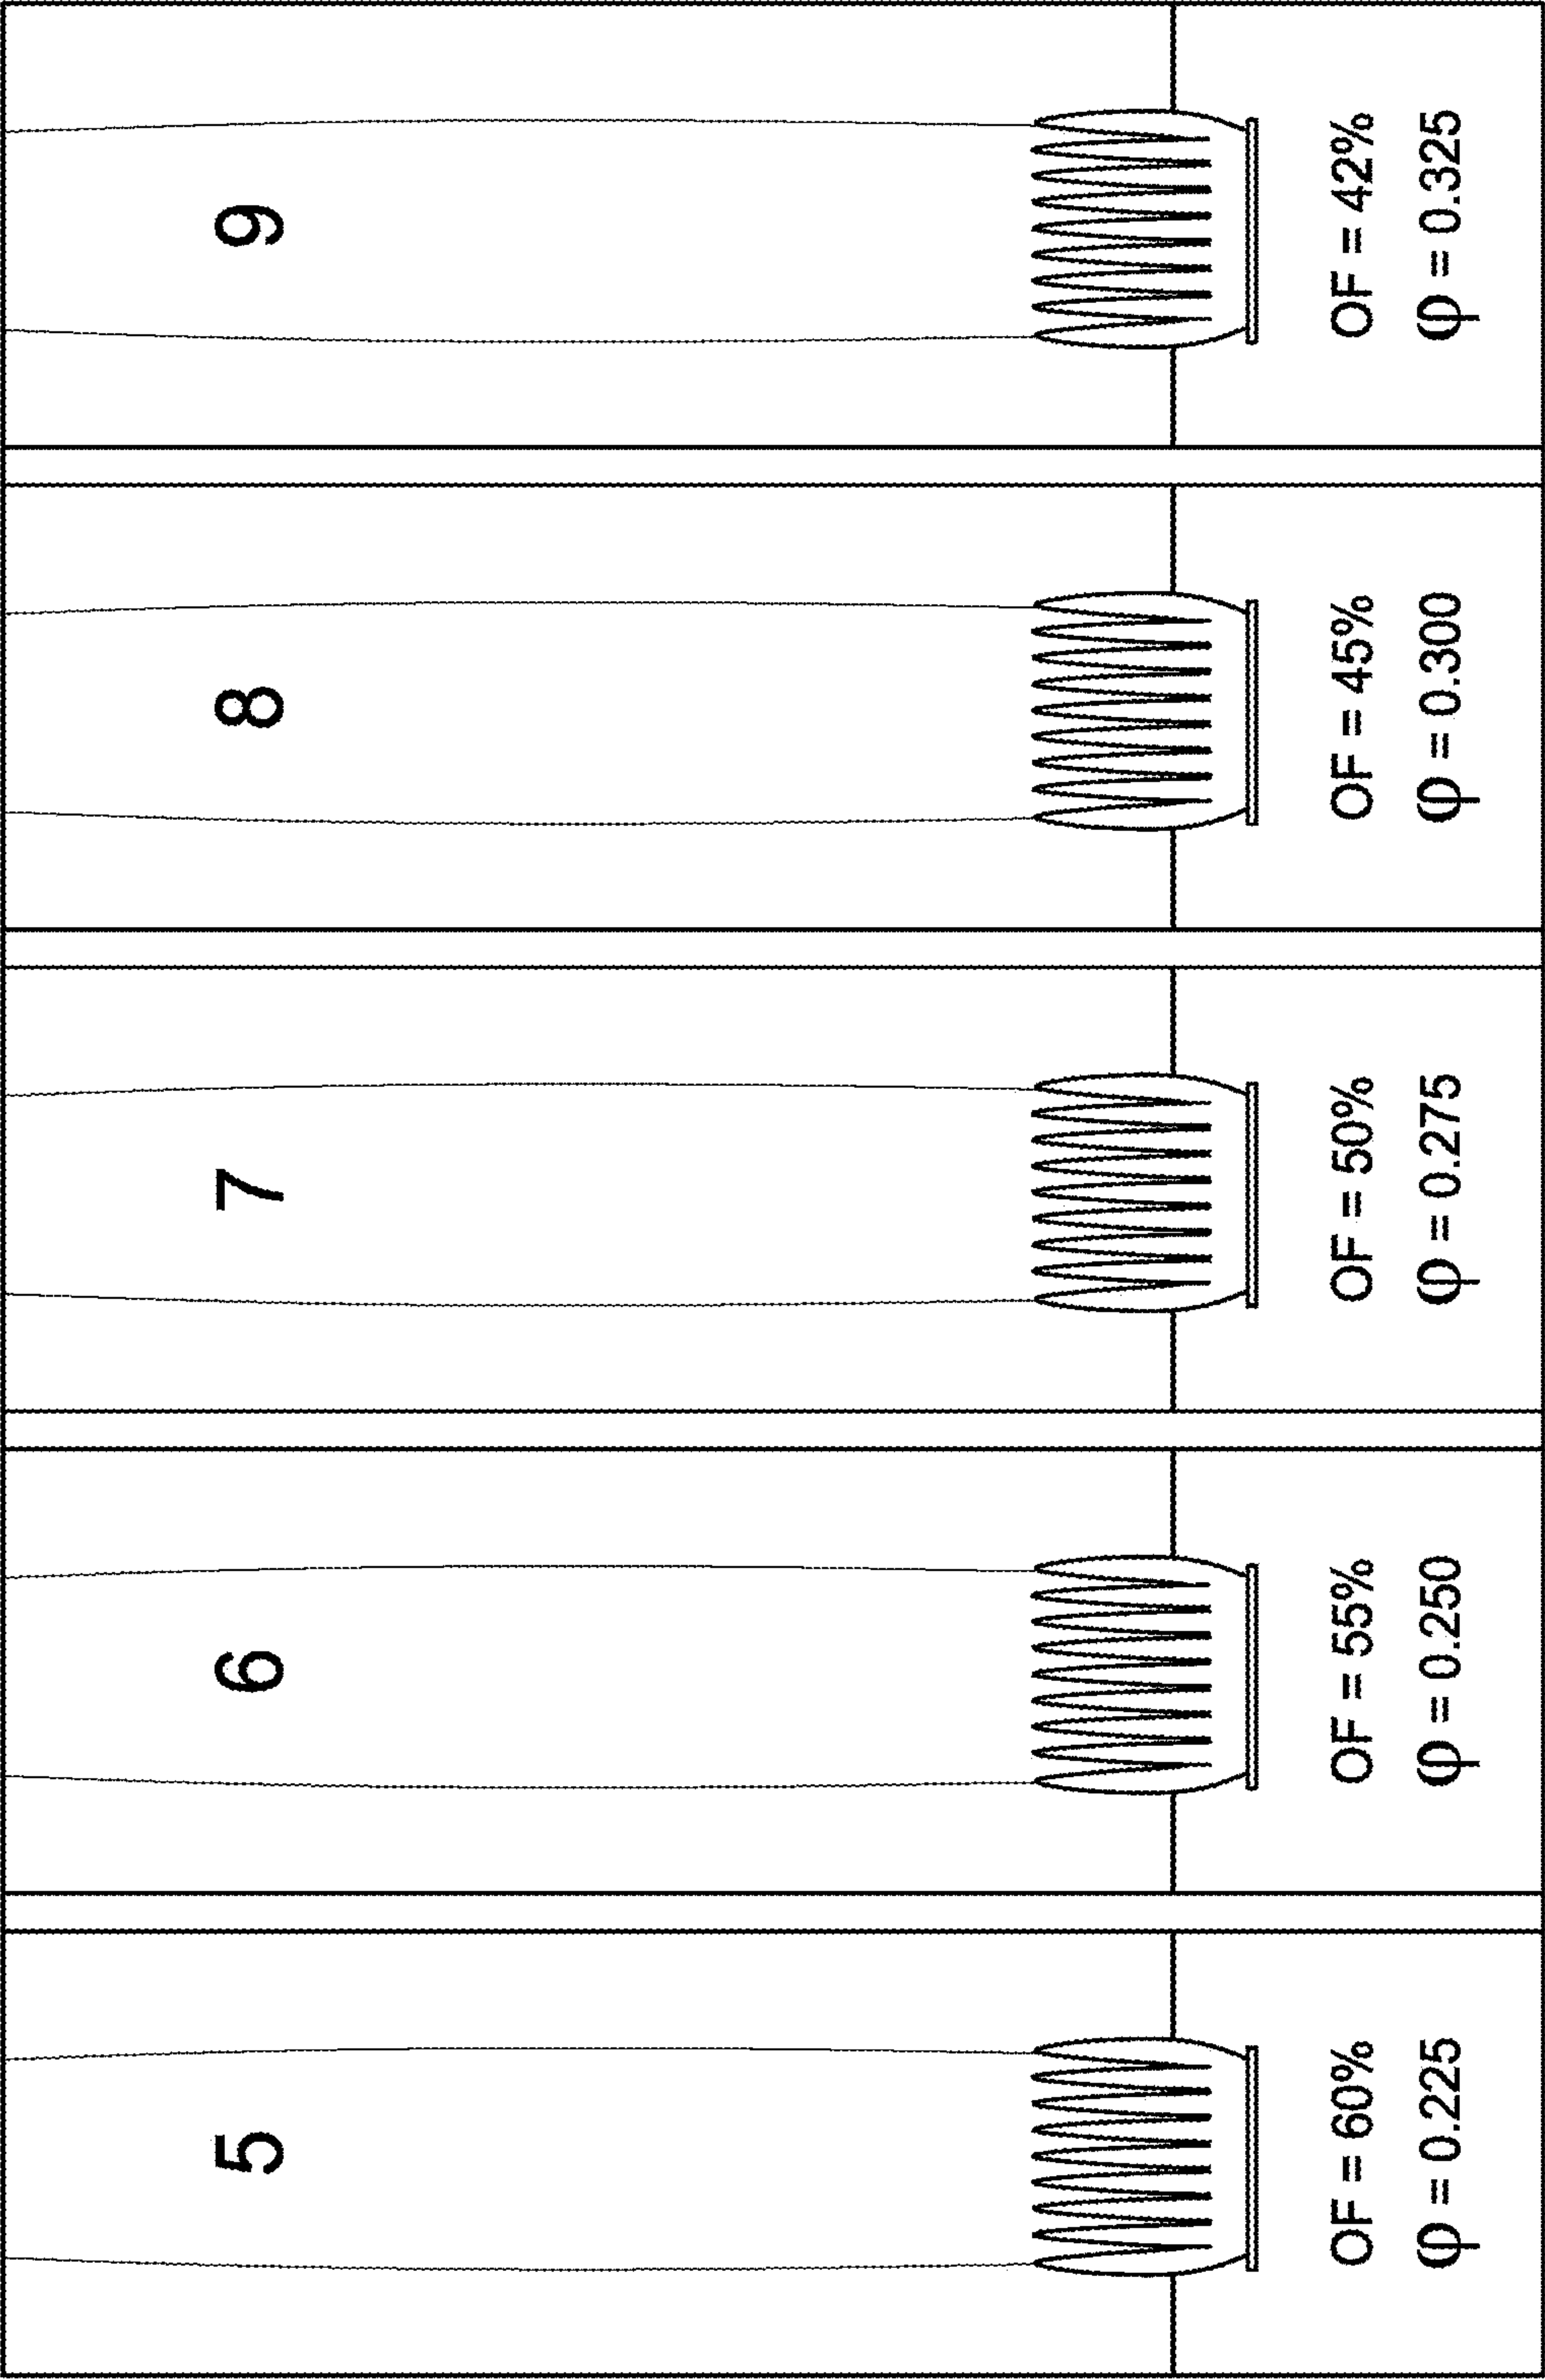 5
OF = 60%
φ = 0.225
6
OF = 55%
φ = 0.250
7
OF = 50%
φ = 0.275
8
OF = 45%
φ = 0.300
9
OF = 42%
φ = 0.325